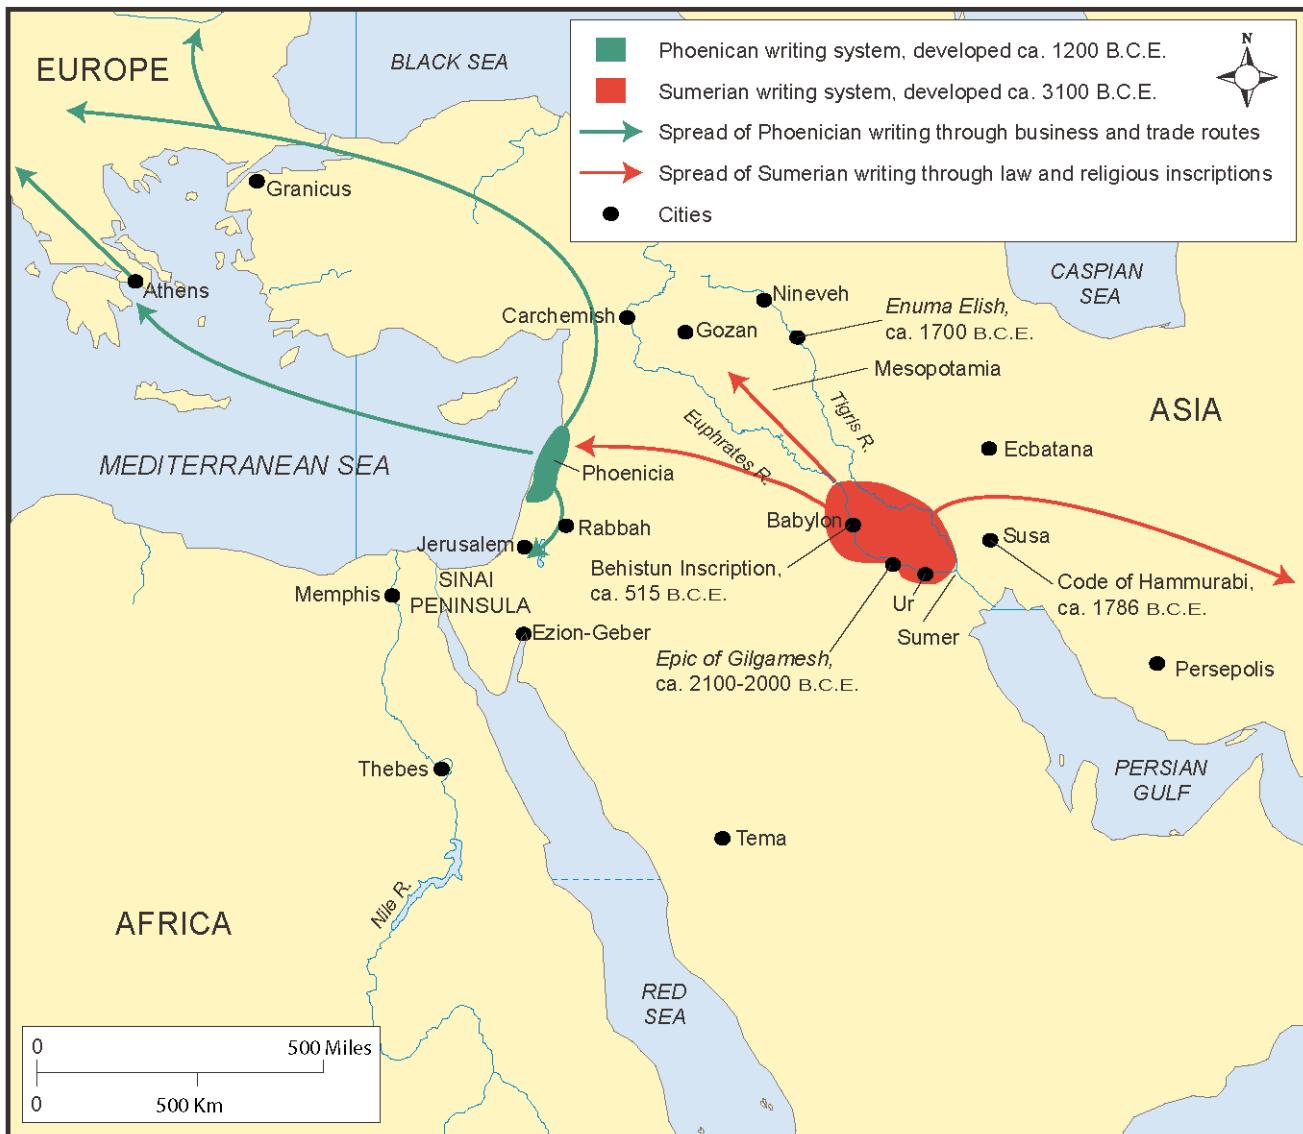 EUROPE
BLACK SEA
Phoenican writing system, developed ca. 1200 B.C.E.
Sumerian writing system, developed ca. 3100 B.C.E.
Spread of Phoenician writing through business and trade routes
Spread of Sumerian writing through law and religious inscriptions
Cities
N
Granicus
Athens
CASPIAN
SEA
Nineveh
Carchemish
Gozan
Enuma Elish,
ca. 1700 B.C.E.
Mesopotamia
ASIA
Tigris R.
Euphrates R.
Ecbatana
MEDITERRANEAN SEA
Phoenicia
Rabbah
Jerusalem
Babylon
Susa
Behistun Inscription,
ca. 515 B.C.E.
Code of Hammurabi,
ca. 1786 B.C.E.
Memphis
SINAI
PENINSULA
Ur
Sumer
Ezion-Geber
Epic of Gilgamesh,
ca. 2100-2000 B.C.E.
Persepolis
Thebes
PERSIAN
GULF
Tema
Nile R.
AFRICA
RED
SEA
0
500 Miles
0
500 Km